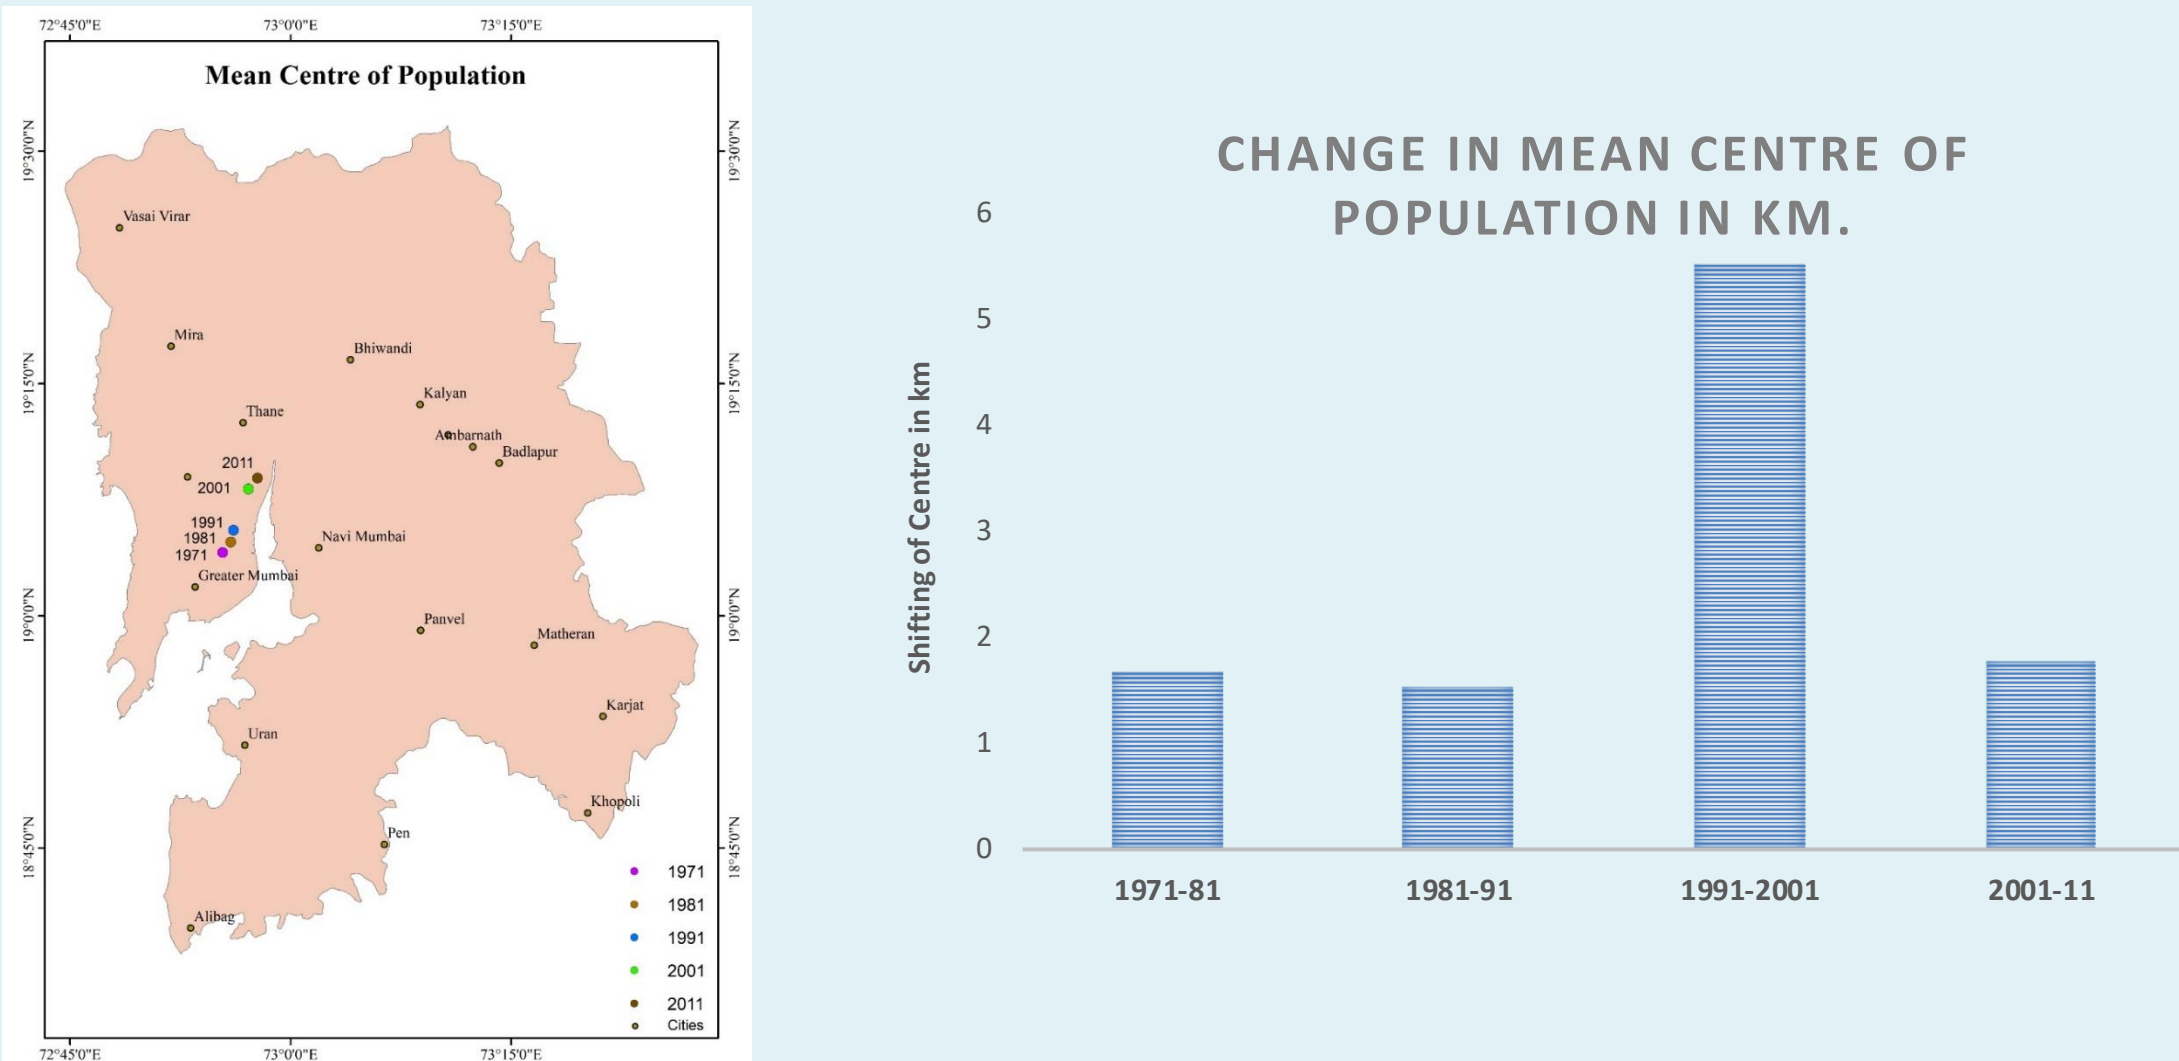 72°45'0"E 73°0'0"E 73°15'0"E
Mean Centre of Population
19°30'0"N 19°30'0"N
Vasai Virar
Mira
Bhiwandi
19°15'0"N 19°15'0"N
Kalyan
Thane
Ambarnath
Badlapur
2011
2001
1991
1981
1971
Navi Mumbai
Greater Mumbai
19°0'0"N 19°0'0"N
Panvel
Matheran
Karjat
Uran
Khopoli
Pen
18°45'0"N 18°45'0"N
Alibag
1971
1981
1991
2001
2011
Cities
72°45'0"E 73°0'0"E 73°15'0"E
CHANGE IN MEAN CENTRE OF
POPULATION IN KM.
Shifting of Centre in km
6
5
4
3
2
1
0
1971-81 1981-91 1991-2001 2001-11